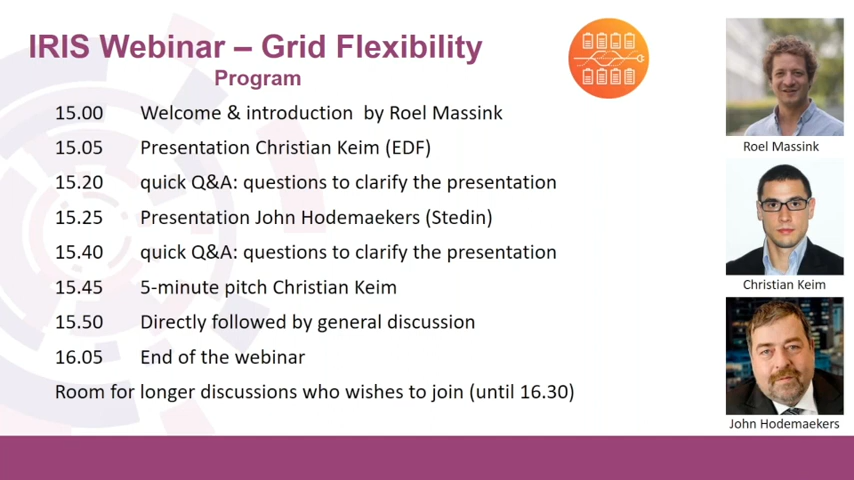 IRIS Webinar – Grid Flexibility
Program
15.00 Welcome & introduction by Roel Massink
15.05 Presentation Christian Keim (EDF)
15.20 quick Q&A: questions to clarify the presentation
15.25 Presentation John Hodemaekers (Stedin)
15.40 quick Q&A: questions to clarify the presentation
15.45 5-minute pitch Christian Keim
15.50 Directly followed by general discussion
16.05 End of the webinar
Room for longer discussions who wishes to join (until 16.30)
Roel Massink
Christian Keim
John Hodemaekers